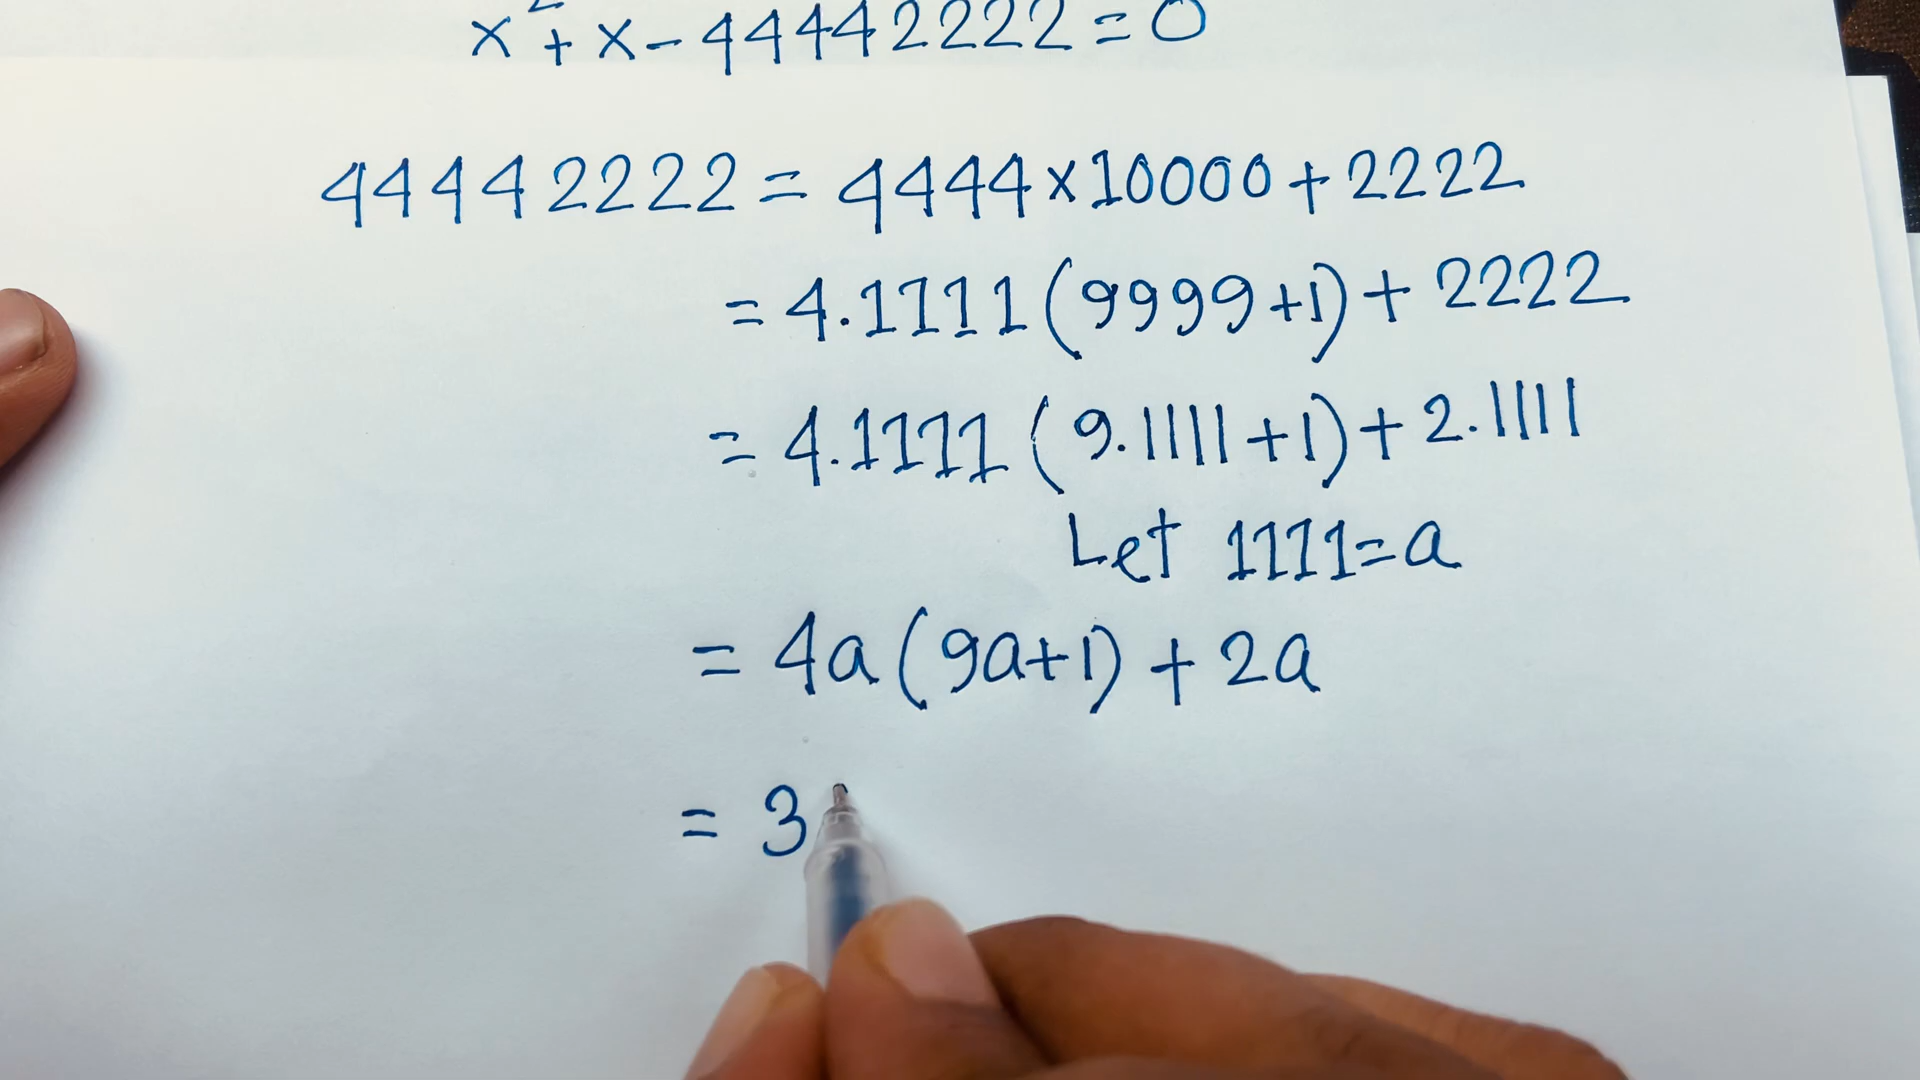 x² + x - 44442222 = 0
44442222 = 4444 × 10000 + 2222
= 4.1111 (9999+1) + 2222
= 4.1111 (9.1111+1) + 2.1111
Let 1111 = a
= 4a (9a+1) + 2a
= 3